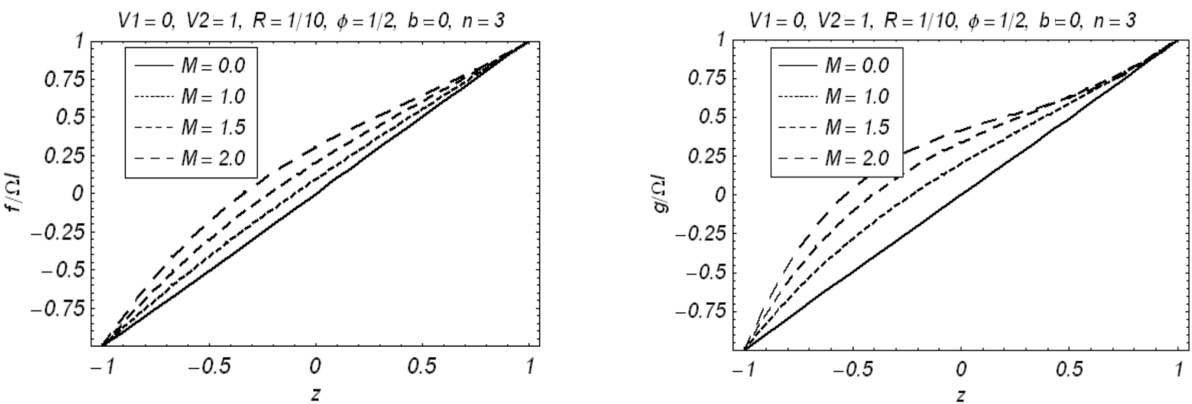 V1 = 0, V2 = 1, R = 1/10, ϕ = 1/2, b = 0, n = 3
1
0.75
0.5
0.25
0
−0.25
−0.5
−0.75
f/Ωl
M = 0.0
M = 1.0
M = 1.5
M = 2.0
−1
−0.5
0
0.5
1
z
V1 = 0, V2 = 1, R = 1/10, ϕ = 1/2, b = 0, n = 3
1
0.75
0.5
0.25
0
−0.25
−0.5
−0.75
g/Ωl
M = 0.0
M = 1.0
M = 1.5
M = 2.0
−1
−0.5
0
0.5
1
z